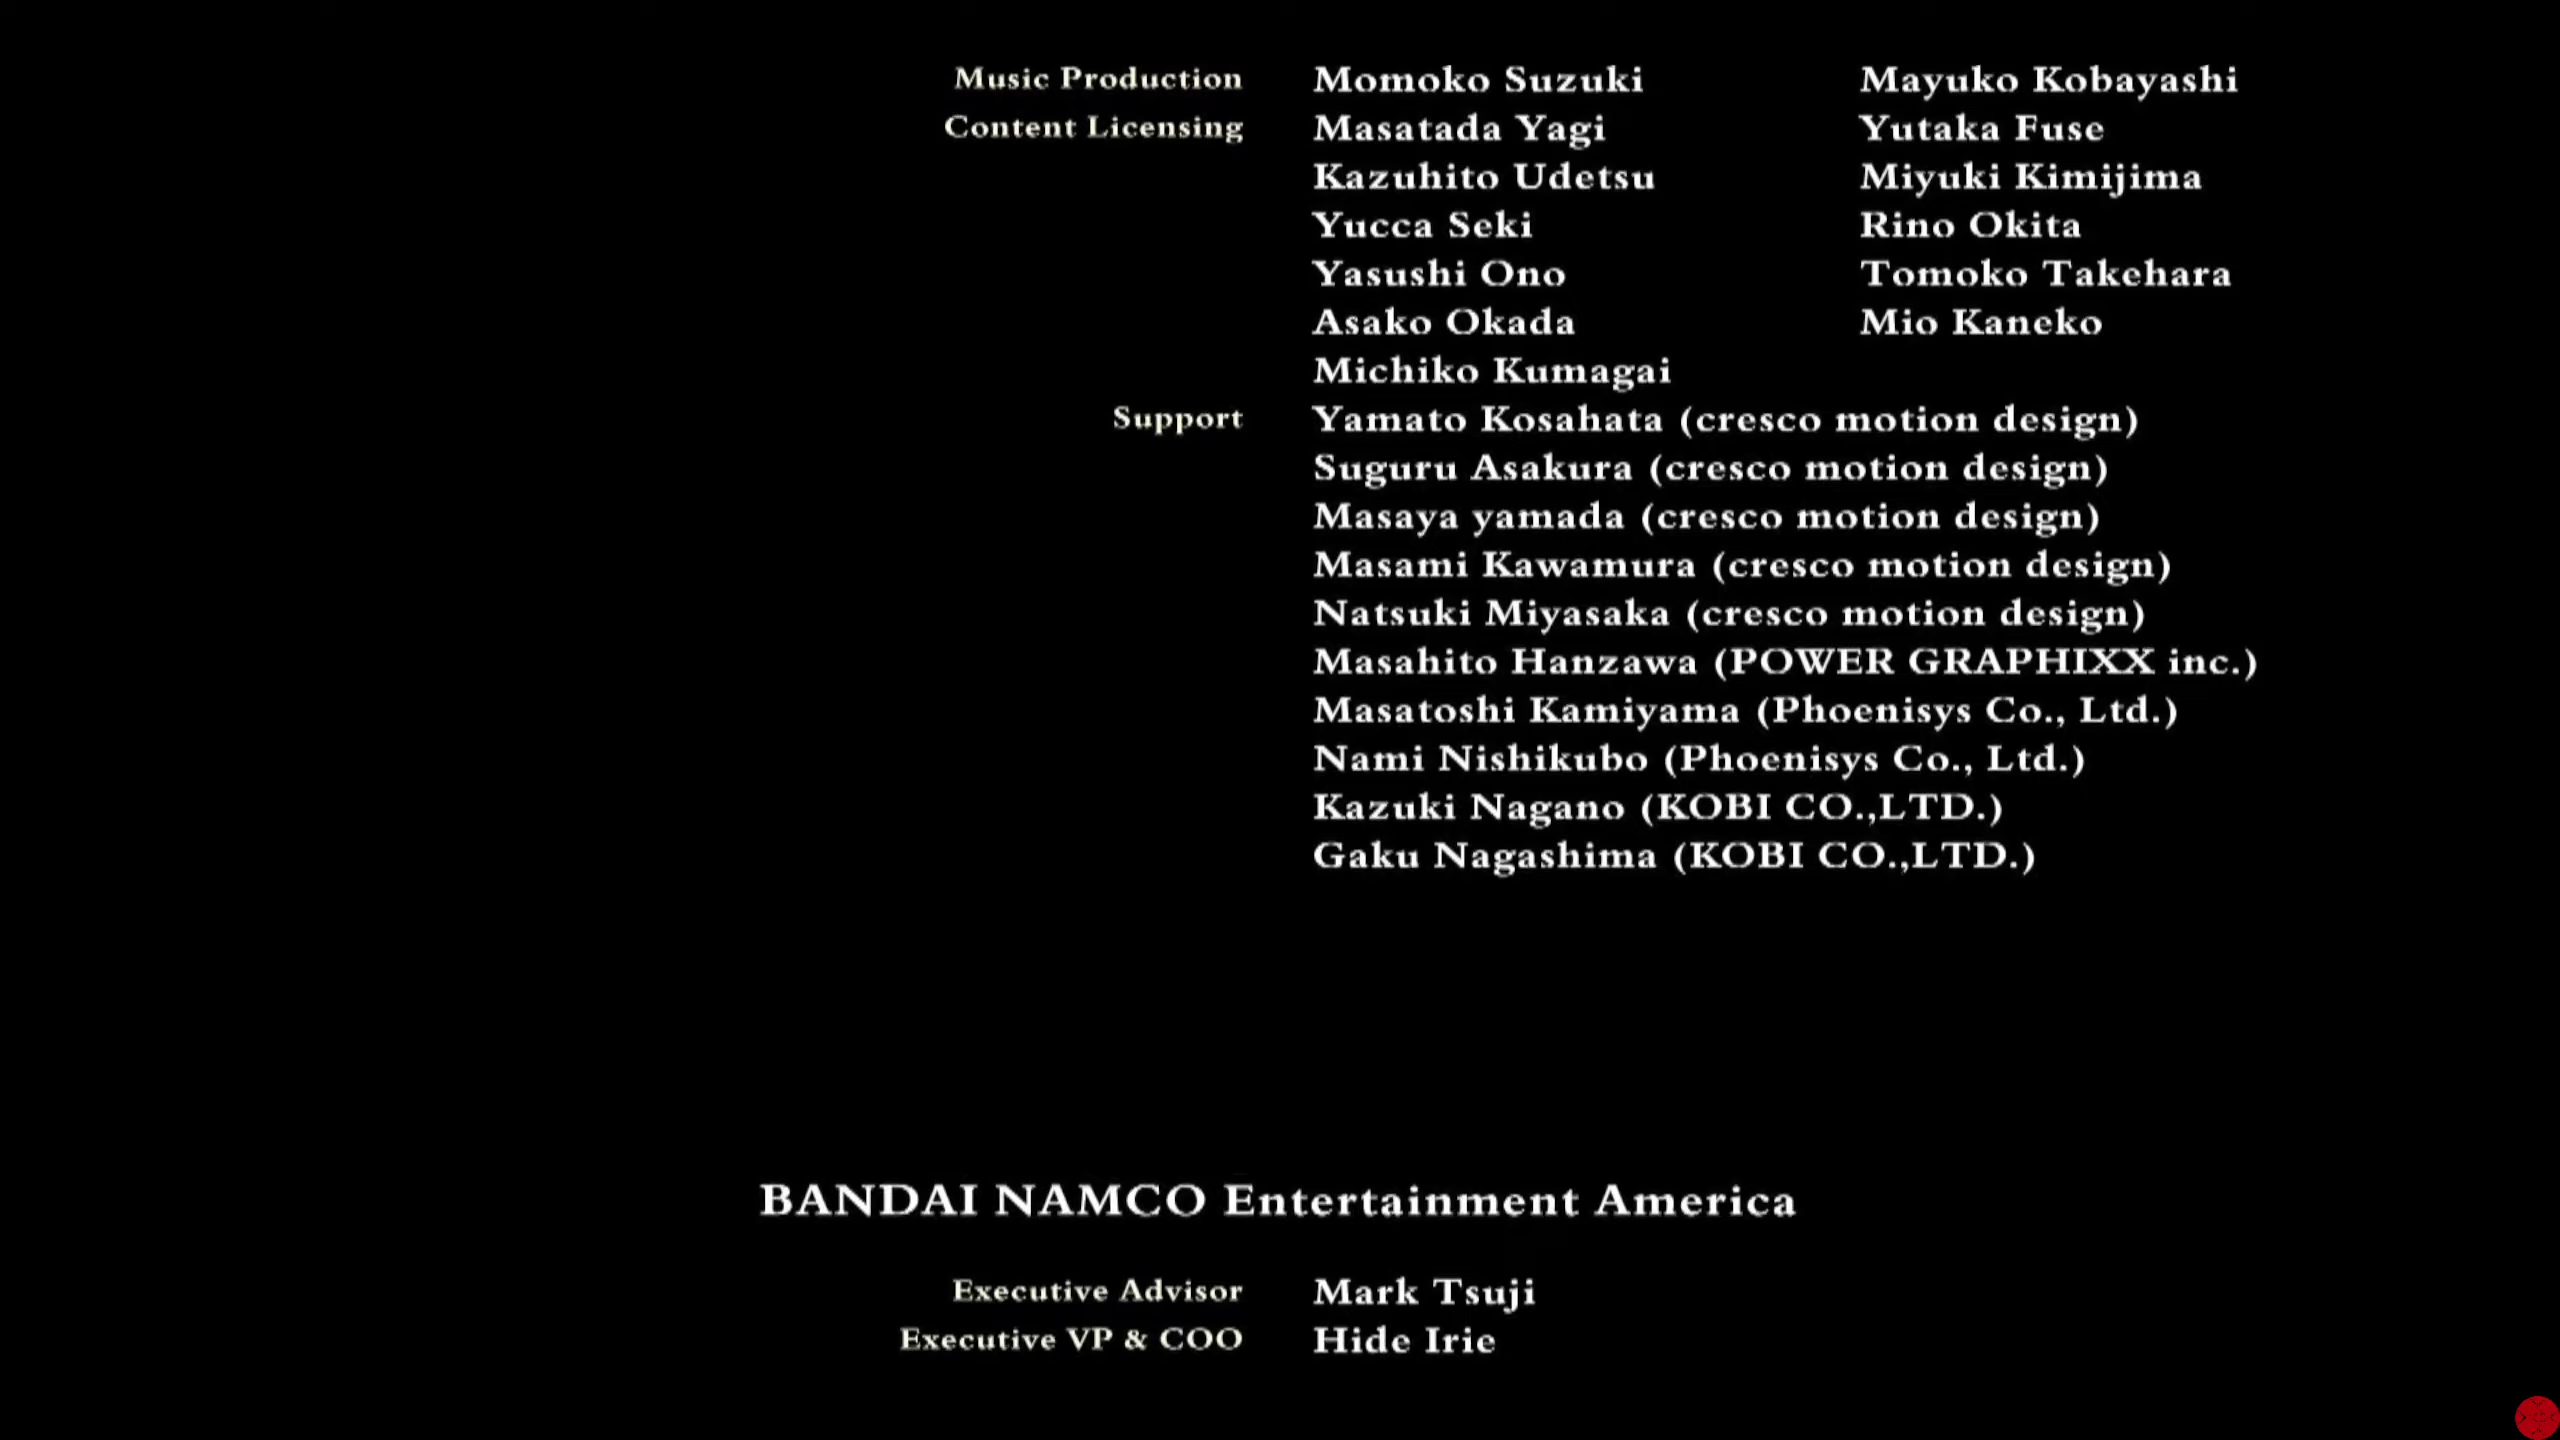 Music Production Momoko Suzuki Mayuko Kobayashi
Content Licensing Masatada Yagi Yutaka Fuse
Kazuhito Udetsu Miyuki Kimijima
Yucca Seki Rino Okita
Yasushi Ono Tomoko Takehara
Asako Okada Mio Kaneko
Michiko Kumagai
Support Yamato Kosahata (cresco motion design)
Suguru Asakura (cresco motion design)
Masaya yamada (cresco motion design)
Masami Kawamura (cresco motion design)
Natsuki Miyasaka (cresco motion design)
Masahito Hanzawa (POWER GRAPHIXX inc.)
Masatoshi Kamiyama (Phoenisys Co., Ltd.)
Nami Nishikubo (Phoenisys Co., Ltd.)
Kazuki Nagano (KOBI CO.,LTD.)
Gaku Nagashima (KOBI CO.,LTD.)
BANDAI NAMCO Entertainment America
Executive Advisor Mark Tsuji
Executive VP & COO Hide Irie